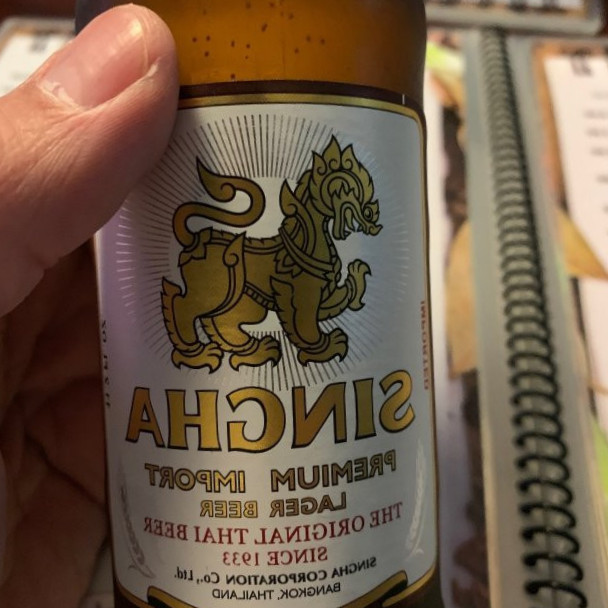 SINGHA
PREMIUM IMPORT
LAGER BEER
THE ORIGINAL THAI BEER
SINCE 1933
SINGHA CORPORATION Co., Ltd.
BANGKOK, THAILAND
IMPORTED